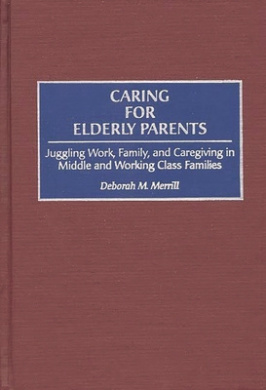 CARING
FOR
ELDERLY PARENTS
Juggling Work, Family, and Caregiving in
Middle and Working Class Families
Deborah M. Merrill